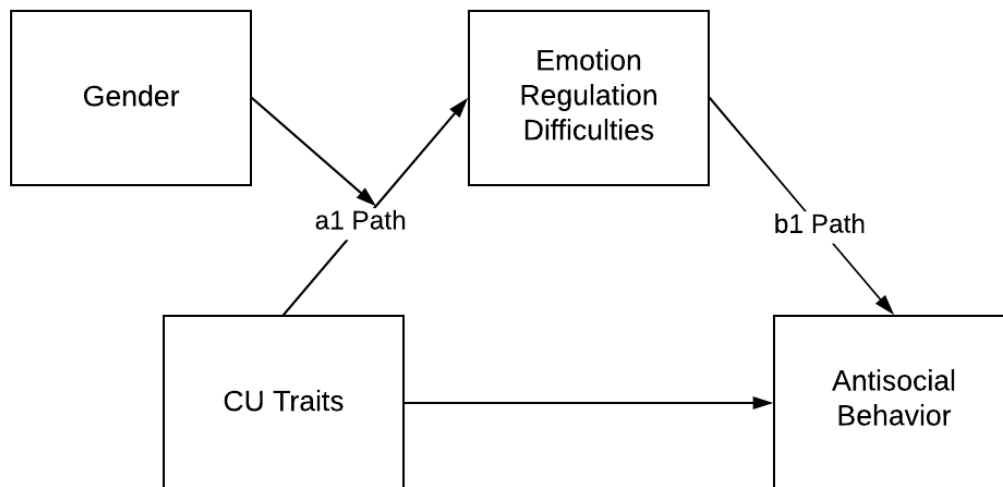 Gender
Emotion
Regulation
Difficulties
a1 Path
b1 Path
CU Traits
Antisocial
Behavior